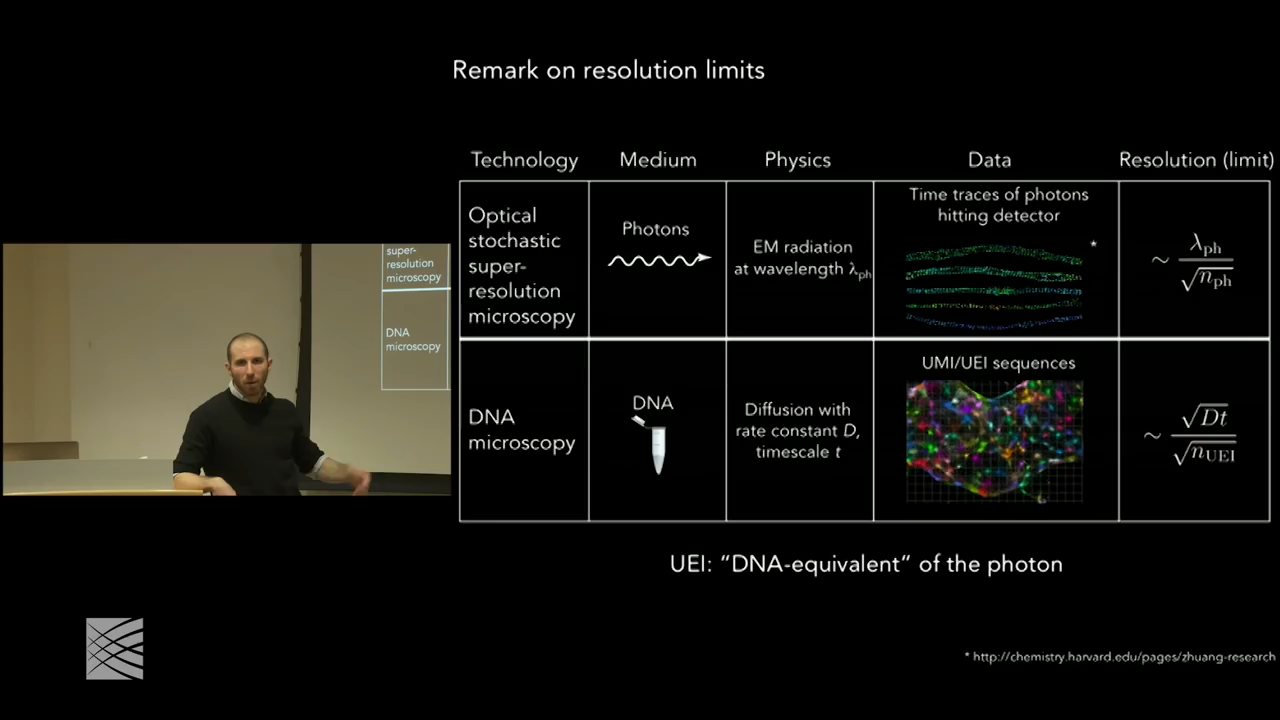 Remark on resolution limits
Technology Medium Physics Data Resolution (limit)
Optical
stochastic
super-
resolution
microscopy
Photons
EM radiation
at wavelength λph
Time traces of photons
hitting detector
*
~ λph / √nph
DNA
microscopy
DNA
Diffusion with
rate constant D,
timescale t
UMI/UEI sequences
~ √Dt / √nUEI
UEI: “DNA-equivalent“ of the photon
* http://chemistry.harvard.edu/pages/zhuang-research
super-
resolution
microscopy
DNA
microscopy